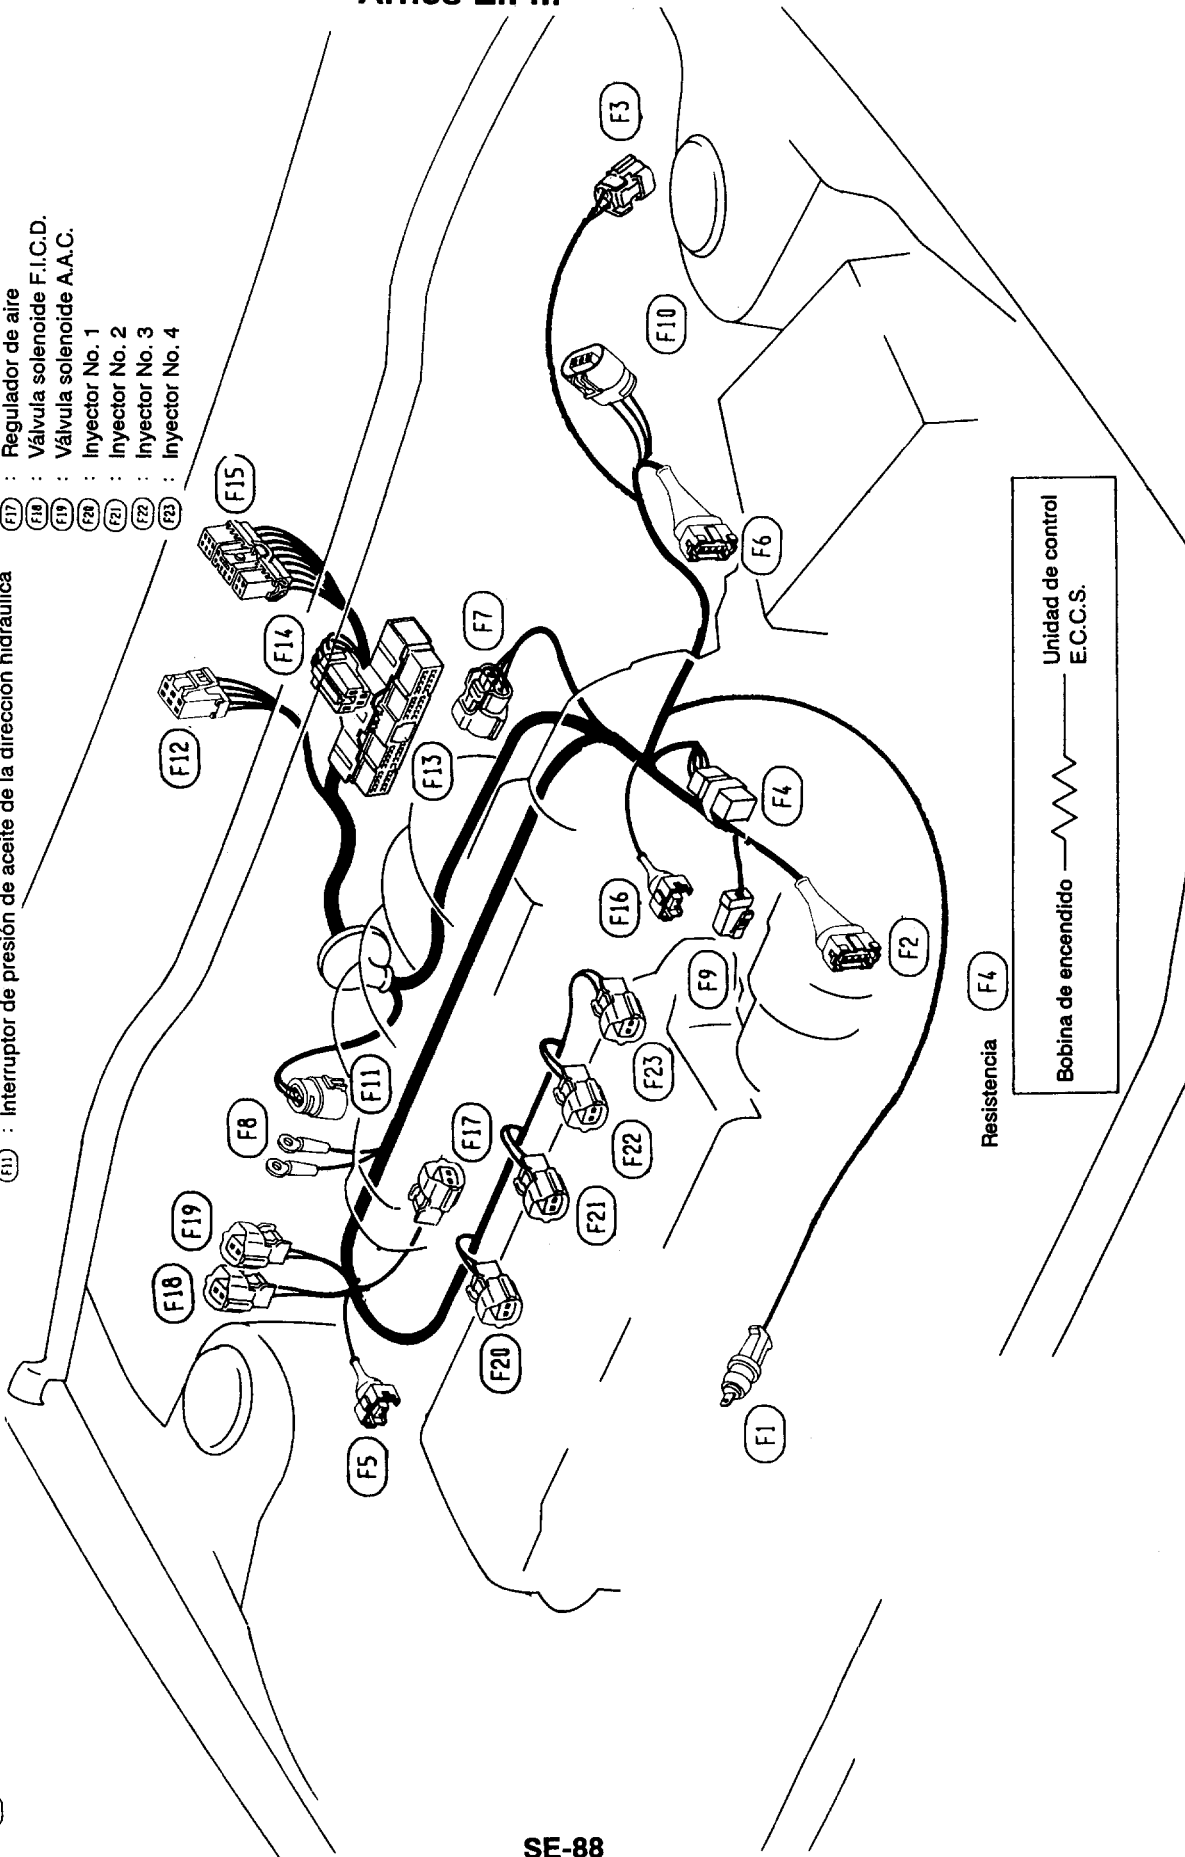 F11 : Interruptor de presión de aceite de la dirección hidráulica
F17 : Regulador de aire
F18 : Válvula solenoide F.I.C.D.
F19 : Válvula solenoide A.A.C.
F20 : Inyector No. 1
F21 : Inyector No. 2
F22 : Inyector No. 3
F23 : Inyector No. 4
F3
F10
F15
F6
F14
F7
F12
F13
F4
F16
F2
F9
F11
F23
F8
F17
F22
F19
F21
F18
F20
F5
F1
Resistencia F4
Bobina de encendido
Unidad de control
E.C.C.S.
SE-88